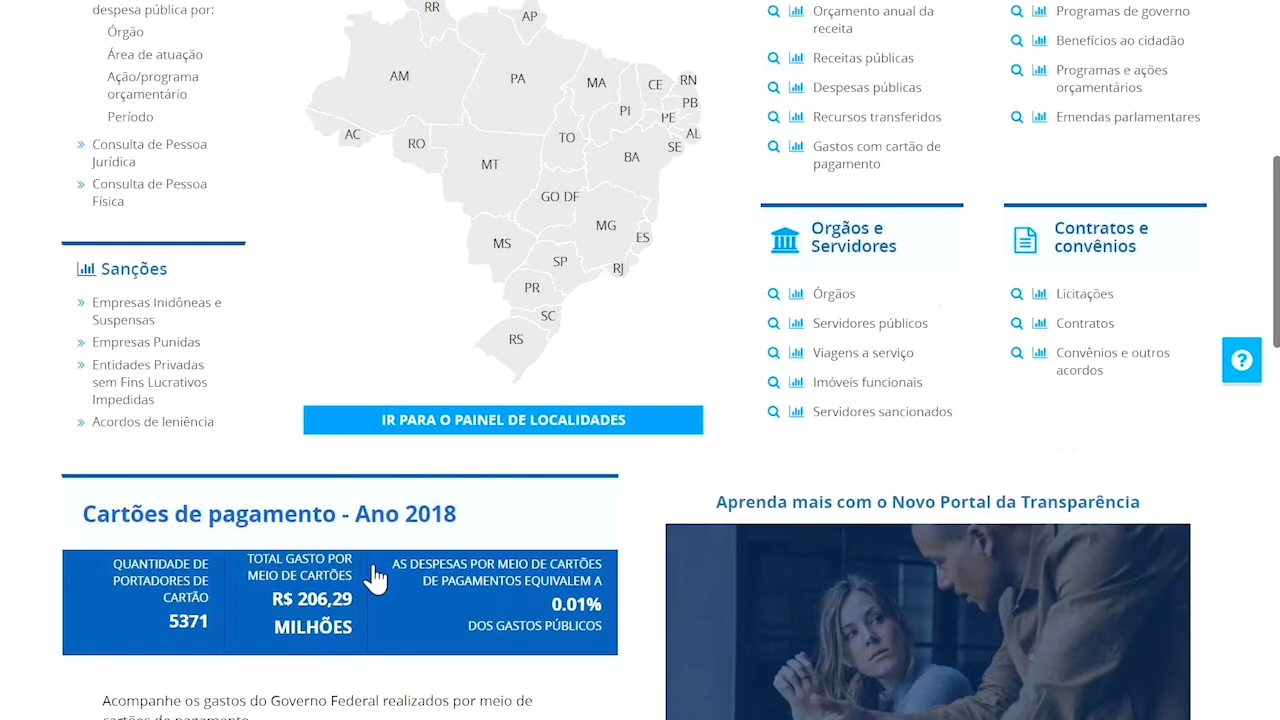 despesa pública por:
Órgão
Área de atuação
Ação/programa
orçamentário
Período
Consulta de Pessoa
Jurídica
Consulta de Pessoa
Física
Sanções
Empresas Inidôneas e
Suspensas
Empresas Punidas
Entidades Privadas
sem Fins Lucrativos
Impedidas
Acordos de leniência
RR
AP
AM
PA
MA
CE
RN
PB
PI
PE
AL
AC
RO
TO
SE
BA
MT
GO DF
MG
MS
ES
SP
RJ
PR
SC
RS
IR PARA O PAINEL DE LOCALIDADES
Orçamento anual da
receita
Receitas públicas
Despesas públicas
Recursos transferidos
Gastos com cartão de
pagamento
Programas de governo
Benefícios ao cidadão
Programas e ações
orçamentários
Emendas parlamentares
Orgãos e
Servidores
Órgãos
Servidores públicos
Viagens a serviço
Imóveis funcionais
Servidores sancionados
Contratos e
convênios
Licitações
Contratos
Convênios e outros
acordos
?
Cartões de pagamento - Ano 2018
QUANTIDADE DE
PORTADORES DE
CARTÃO
5371
TOTAL GASTO POR
MEIO DE CARTÕES
R$ 206,29
MILHÕES
AS DESPESAS POR MEIO DE CARTÕES
DE PAGAMENTOS EQUIVALEM A
0.01%
DOS GASTOS PÚBLICOS
Acompanhe os gastos do Governo Federal realizados por meio de
cartões de pagamento
Aprenda mais com o Novo Portal da Transparência